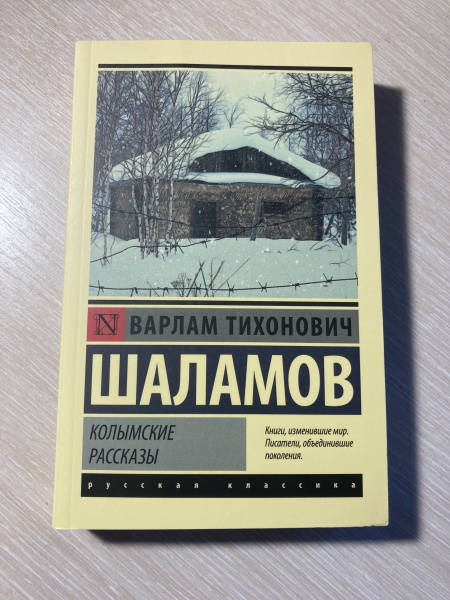 N ВАРЛАМ ТИХОНОВИЧ
ШАЛАМОВ
КОЛЫМСКИЕ
РАССКАЗЫ
Книги, изменившие мир.
Писатели, объединившие
поколения.
русская классика